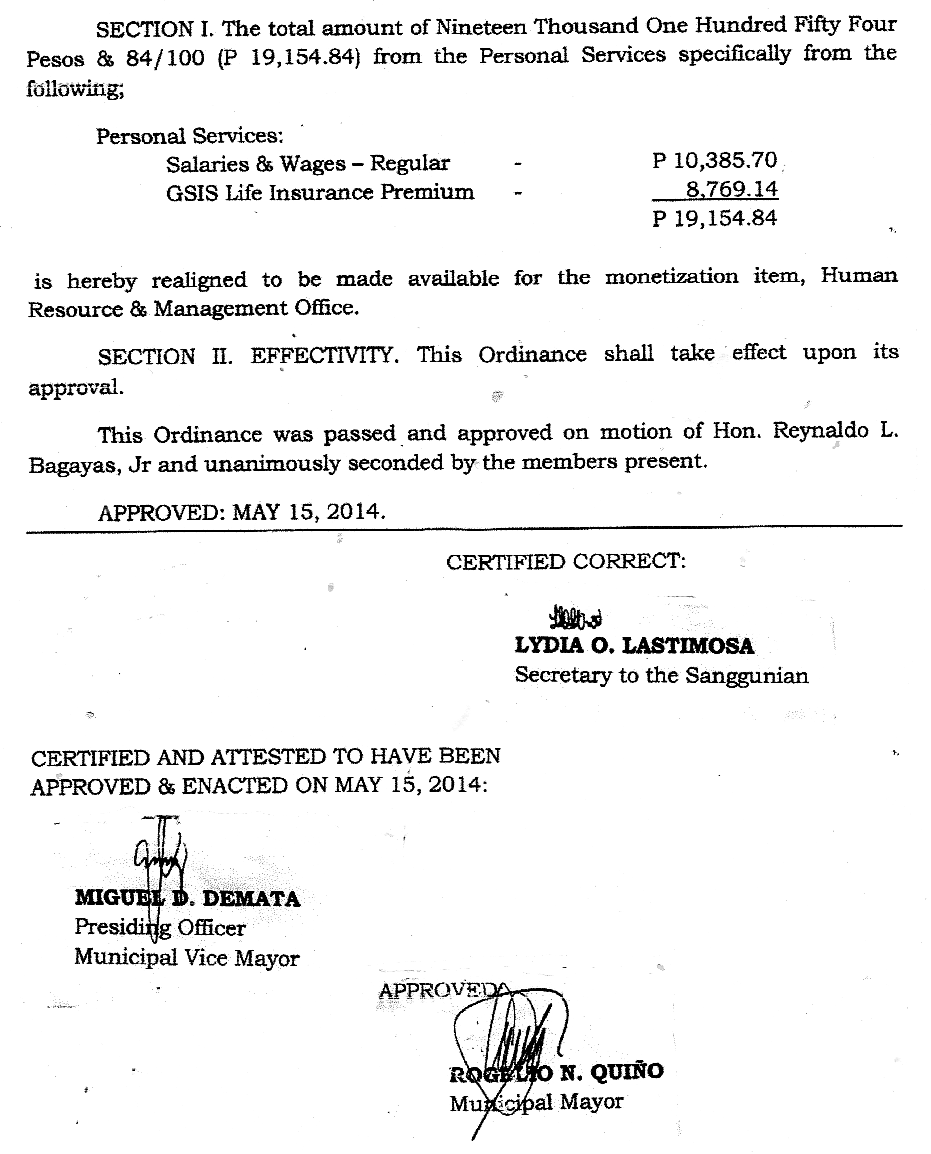 SECTION I. The total amount of Nineteen Thousand One Hundred Fifty Four
Pesos & 84/100 (P 19,154.84) from the Personal Services specifically from the
following;
Personal Services:
Salaries & Wages – Regular - P 10,385.70
GSIS Life Insurance Premium - 8,769.14
P 19,154.84
is hereby realigned to be made available for the monetization item, Human
Resource & Management Office.
SECTION II. EFFECTIVITY. This Ordinance shall take effect upon its
approval.
This Ordinance was passed and approved on motion of Hon. Reynaldo L.
Bagayas, Jr and unanimously seconded by the members present.
APPROVED: MAY 15, 2014.
CERTIFIED CORRECT:
LYDIA O. LASTIMOSA
Secretary to the Sanggunian
CERTIFIED AND ATTESTED TO HAVE BEEN
APPROVED & ENACTED ON MAY 15, 2014:
MIGUEL D. DEMATA
Presiding Officer
Municipal Vice Mayor
APPROVED
ROGELIO N. QUIÑO
Municipal Mayor